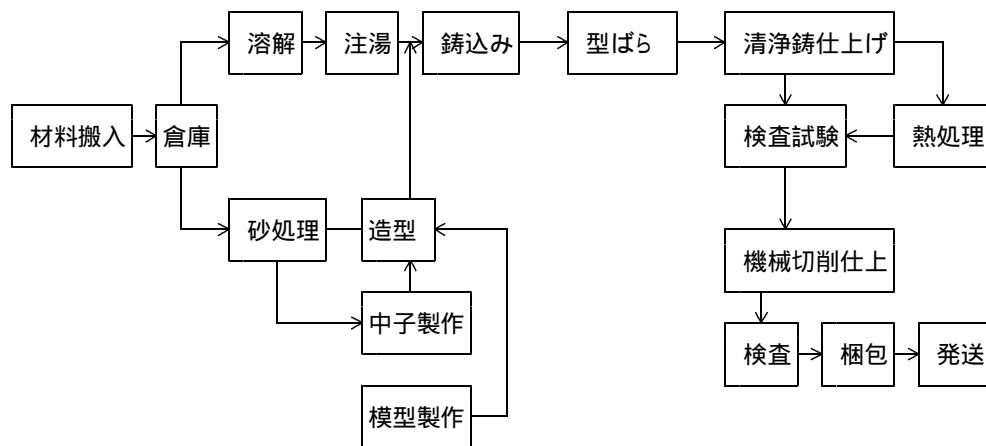 溶解
注湯
鋳込み
型ばら
清浄鋳仕上げ
材料搬入
倉庫
検査試験
熱処理
砂処理
造型
機械切削仕上
中子製作
検査
梱包
発送
模型製作